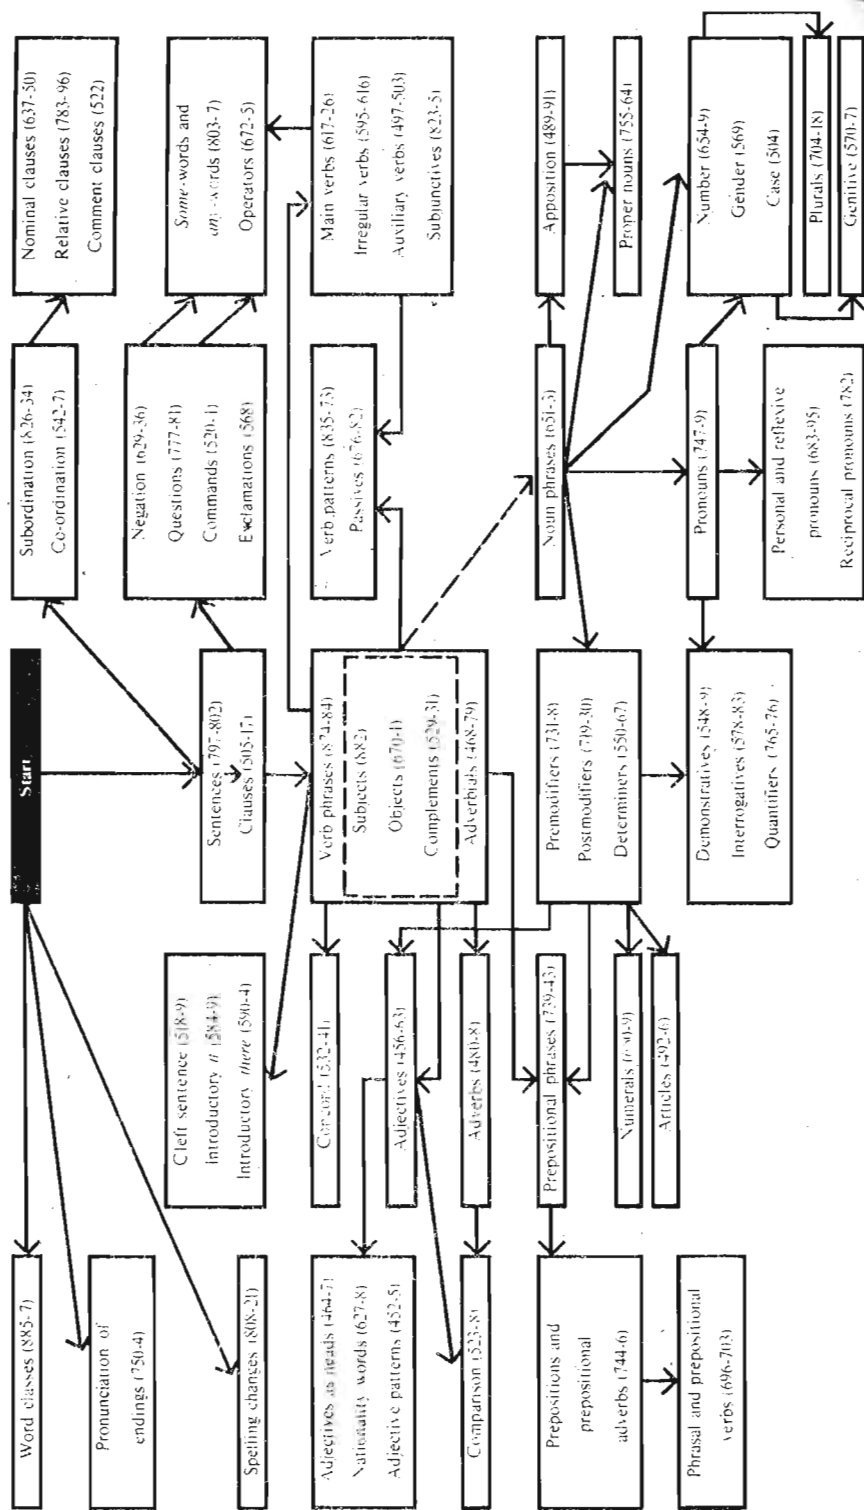 Start
Word classes (885-7)
Pronunciation of
endings (750-4)
Spelling changes (808-21)
Sentences (797-802)
Clauses (505-17)
Subordination (826-34)
Co-ordination (542-7)
Nominal clauses (637-50)
Relative clauses (783-96)
Comment clauses (522)
Negation (629-36)
Questions (777-81)
Commands (520-1)
Exclamations (568)
Some-words and
any-words (803-7)
Operators (672-5)
Cleft sentence (518-9)
Introductory it (584-9)
Introductory there (590-4)
Verb phrases (874-84)
Subjects (882)
Objects (670-1)
Complements (529-31)
Adverbials (468-79)
Verb patterns (835-73)
Passives (676-82)
Main verbs (617-26)
Irregular verbs (595-616)
Auxiliary verbs (497-503)
Subjunctives (823-5)
Concord (532-41)
Adjectives (456-63)
Adverbs (480-8)
Adjectives as heads (464-7)
Nationality words (627-8)
Adjective patterns (452-5)
Comparison (523-8)
Prepositions and
prepositional
adverbs (744-6)
Phrasal and prepositional
verbs (696-703)
Prepositional phrases (739-43)
Numerals
Articles (492-6)
Premodifiers (731-8)
Postmodifiers (719-30)
Determiners (550-67)
Demonstratives (548-9)
Interrogatives (578-83)
Quantifiers (765-76)
Noun phrases (651-3)
Apposition (489-91)
Proper nouns (755-64)
Pronouns (747-9)
Personal and reflexive
pronouns (683-95)
Reciprocal pronouns (782)
Number (654-9)
Gender (569)
Case (504)
Plurals (704-18)
Genitive (570-7)